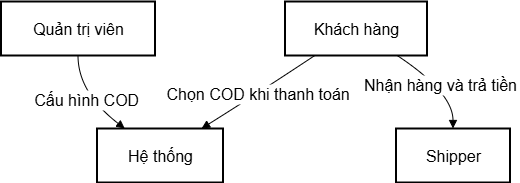 Quản trị viên
Khách hàng
Cấu hình COD
Chọn COD khi thanh toán
Nhận hàng và trả tiền
Hệ thống
Shipper